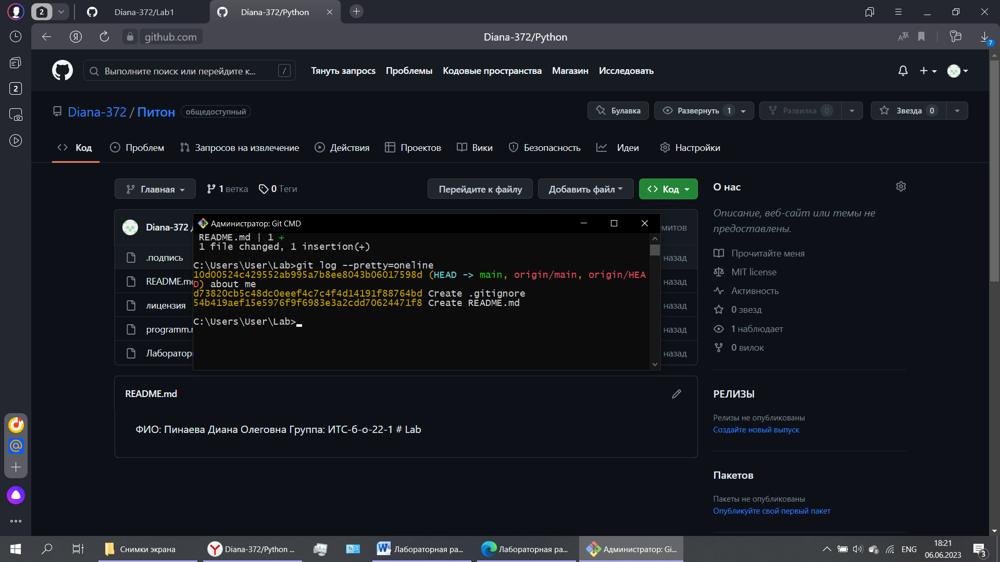 2
Diana-372/Lab1
Diana-372/Python
github.com
Diana-372/Python
7
2
Выполните поиск или перейдите к...
/
Тянуть запросс
Проблемы
Кодовые пространства
Магазин
Исследовать
Diana-372 / Питон
общедоступный
Булавка
Развернуть 1
Развилка 0
Звезда 0
Код
Проблем
Запросов на извлечение
Действия
Проектов
Вики
Безопасность
Идеи
Настройки
Главная
1 ветка
0 Теги
Перейдите к файлу
Добавить файл
Код
Diana-372
митов
.подпись
назад
README.m
назад
лицензия
назад
programm.
назад
Лаборатор
назад
Администратор: Git CMD
README.md | 1 +
1 file changed, 1 insertion(+)
C:\Users\User\Lab>git log --pretty=oneline
10d00524c429552ab995a7b8ee8043b06017598d (HEAD -> main, origin/main, origin/HEA
D) about me
d73820cb5c48dc0eeef4c7c4f4d14191f88764bd Create .gitignore
54b419aef15e5976f9f6983e3a2cdd70624471f8 Create README.md
C:\Users\User\Lab>
README.md
ФИО: Пинаева Диана Олеговна Группа: ИТС-б-о-22-1 # Lab
О нас
Описание, веб-сайт или темы не
предоставлены.
Прочитайте меня
MIT license
Активность
0 звезд
1 наблюдает
0 вилок
РЕЛИЗЫ
Релизы не опубликованы
Создайте новый выпуск
Пакетов
Пакеты не опубликованы
Опубликуйте свой первый пакет
Снимки экрана
Diana-372/Python ...
Лабораторная ра...
Лабораторная ра...
Администратор: Gi...
ENG
18:21
06.06.2023
3